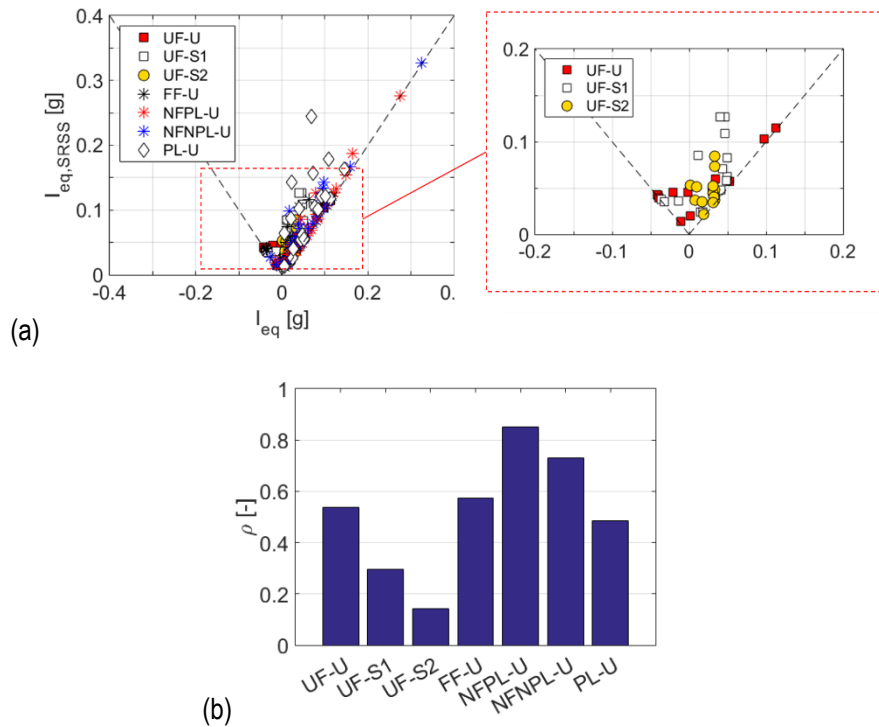 0.4
0.3
0.2
0.1
0
I_eq,SRSS [g]
UF-U
UF-S1
UF-S2
FF-U
NFPL-U
NFNPL-U
PL-U
-0.4 -0.2 0 0.2 0.
I_eq [g]
0.2
0.1
0
UF-U
UF-S1
UF-S2
-0.2 -0.1 0 0.1 0.2
(a)
1
0.8
0.6
0.4
0.2
0
ρ [-]
UF-U UF-S1 UF-S2 FF-U NFPL-U NFNPL-U PL-U
(b)